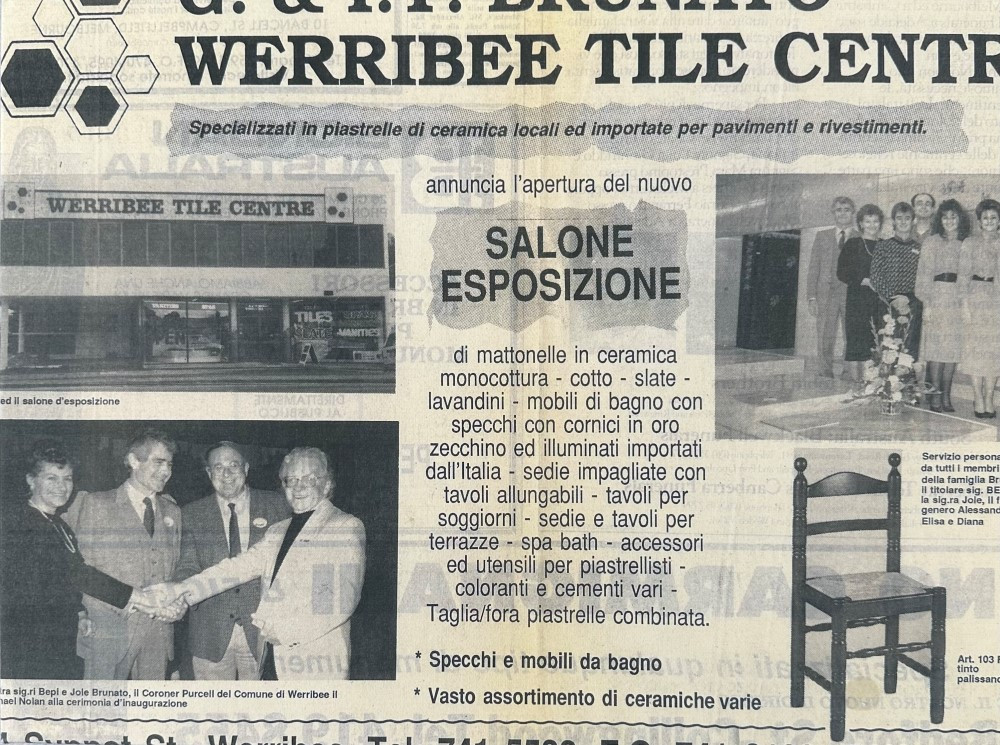 WERRIBEE TILE CENTR
Specializzati in piastrelle di ceramica locali ed importate per pavimenti e rivestimenti.
WERRIBEE TILE CENTRE
TILES
VANITIES
ed il salone d'esposizione
annuncia l'apertura del nuovo
SALONE
ESPOSIZIONE
di mattonelle in ceramica
monocottura - cotto - slate -
lavandini - mobili di bagno con
specchi con cornici in oro
zecchino ed illuminati importati
dall'Italia - sedie impagliate con
tavoli allungabili - tavoli per
soggiorni - sedie e tavoli per
terrazze - spa bath - accessori
ed utensili per piastrellisti -
coloranti e cementi vari -
Taglia/fora piastrelle combinata.
* Specchi e mobili da bagno
* Vasto assortimento di ceramiche varie
Servizio persona
da tutti i membri
della famiglia Br
il titolare sig. BE
la sig.ra Jole, il f
genero Alessand
Elisa e Diana
Art. 103 F
tinto
palissand
ra sig.ri Bepi e Jole Brunato, il Coroner Purcell del Comune di Werribee il
hael Nolan alla cerimonia d'inaugurazione